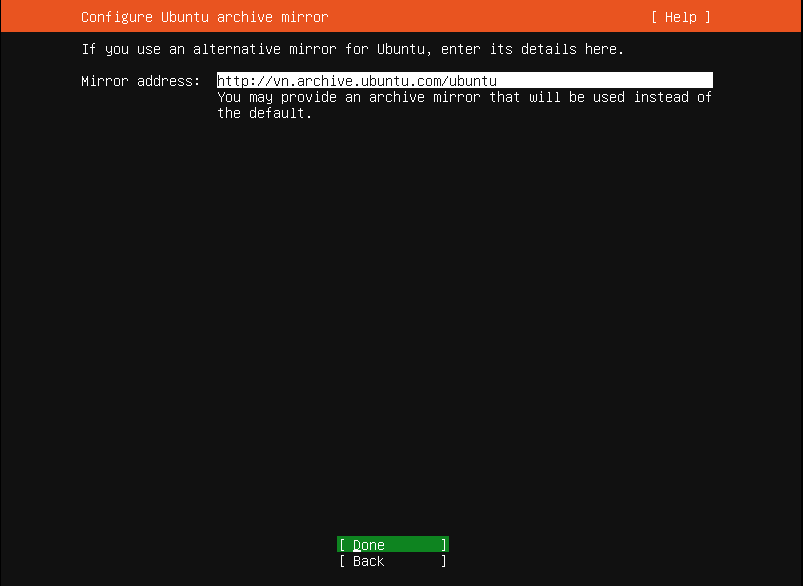 Configure Ubuntu archive mirror [ Help ]
If you use an alternative mirror for Ubuntu, enter its details here.
Mirror address: http://vn.archive.ubuntu.com/ubuntu
You may provide an archive mirror that will be used instead of
the default.
[ Done ]
[ Back ]